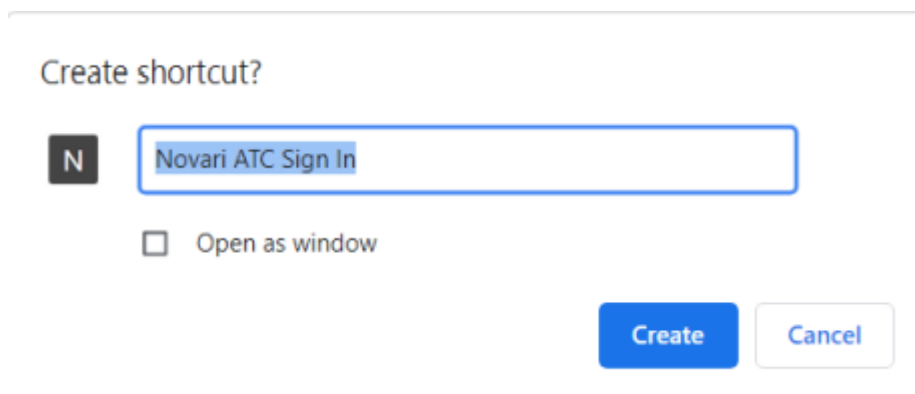 Create shortcut?
N
Novari ATC Sign In
Open as window
Create
Cancel